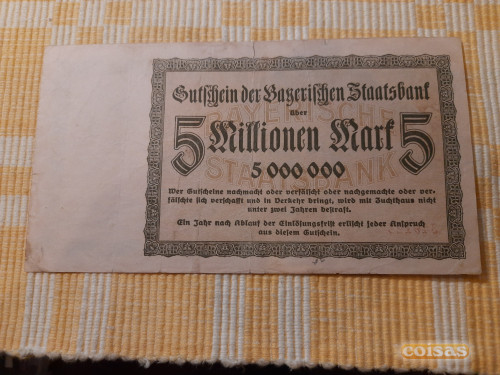 Gutschein der Bayerischen Staatsbank
über
5 Millionen Mark 5
BAYERISCHE
STAATSBANK
5 000 000
Wer Gutscheine nachmacht oder verfälscht oder nachgemachte oder ver-
fälschte sich verschafft und in Verkehr bringt, wird mit Zuchthaus nicht
unter zwei Jahren bestraft.
Ein Jahr nach Ablauf der Einlösungsfrist erlischt jeder Anspruch
aus diesem Gutschein.
coisas